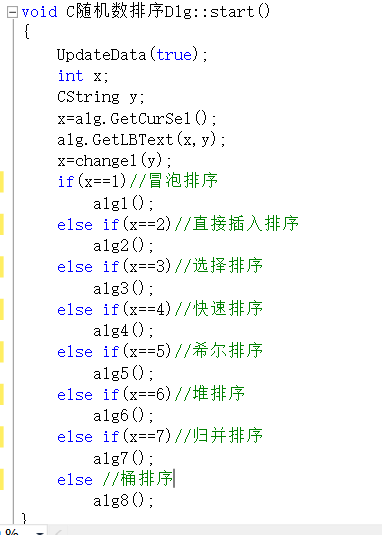 void C随机数排序Dlg::start()
{
    UpdateData(true);
    int x;
    CString y;
    x=alg.GetCurSel();
    alg.GetLBText(x,y);
    x=change1(y);
    if(x==1)//冒泡排序
        alg1();
    else if(x==2)//直接插入排序
        alg2();
    else if(x==3)//选择排序
        alg3();
    else if(x==4)//快速排序
        alg4();
    else if(x==5)//希尔排序
        alg5();
    else if(x==6)//堆排序
        alg6();
    else if(x==7)//归并排序
        alg7();
    else //桶排序
        alg8();
}
%